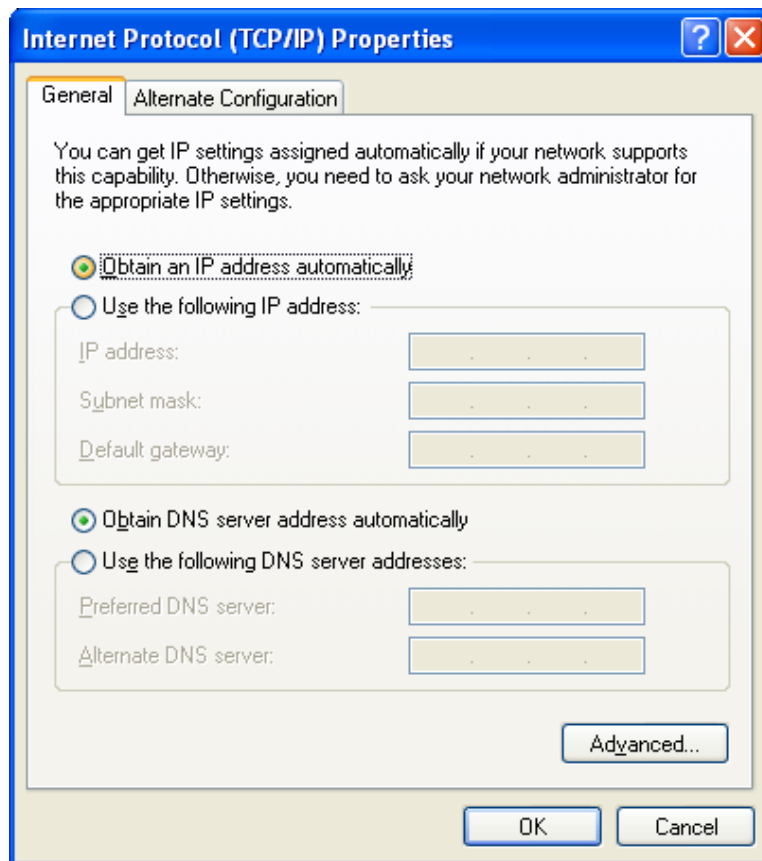 Internet Protocol (TCP/IP) Properties
General
Alternate Configuration
You can get IP settings assigned automatically if your network supports
this capability. Otherwise, you need to ask your network administrator for
the appropriate IP settings.
Obtain an IP address automatically
Use the following IP address:
IP address:
Subnet mask:
Default gateway:
Obtain DNS server address automatically
Use the following DNS server addresses:
Preferred DNS server:
Alternate DNS server:
Advanced...
OK
Cancel